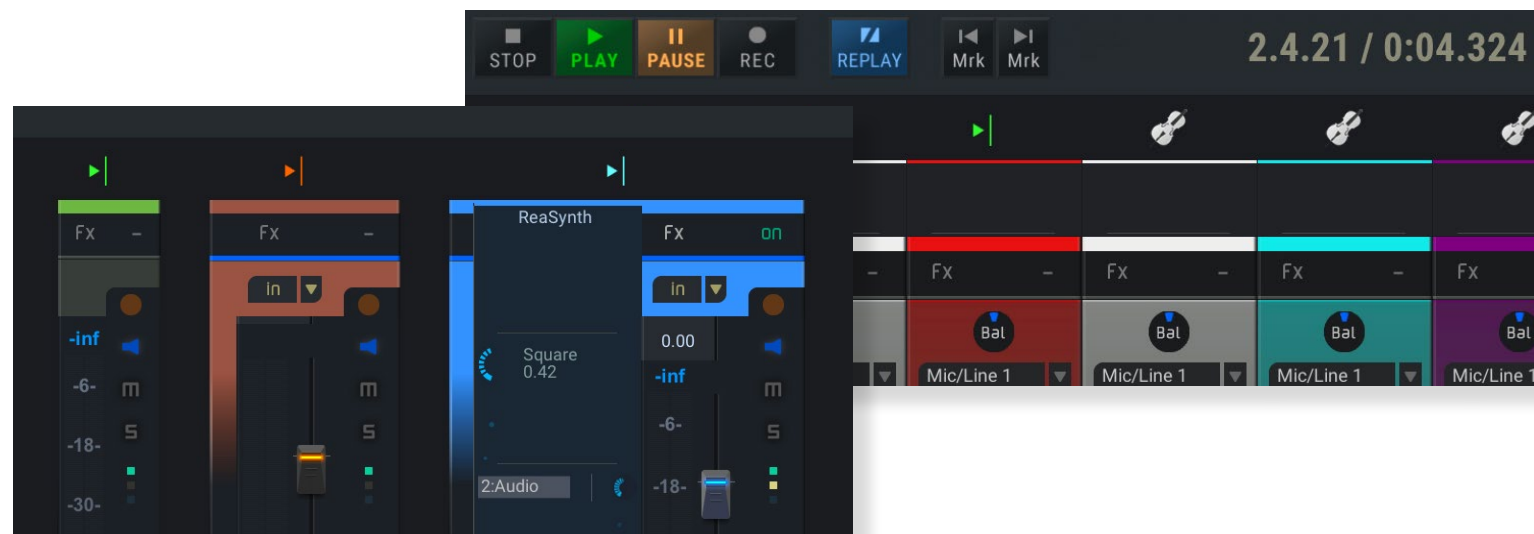 STOP PLAY PAUSE REC REPLAY Mrk Mrk 2.4.21 / 0:04.324
Fx – Fx – ReaSynth Fx on
in in
-inf 0.00
Square
0.42 -inf
-6- m m -6- m
-18- S S S
2:Audio -18-
-30-
– Fx – Fx – Fx – Fx
Bal Bal Bal Bal
Mic/Line 1 Mic/Line 1 Mic/Line 1 Mic/Line 1